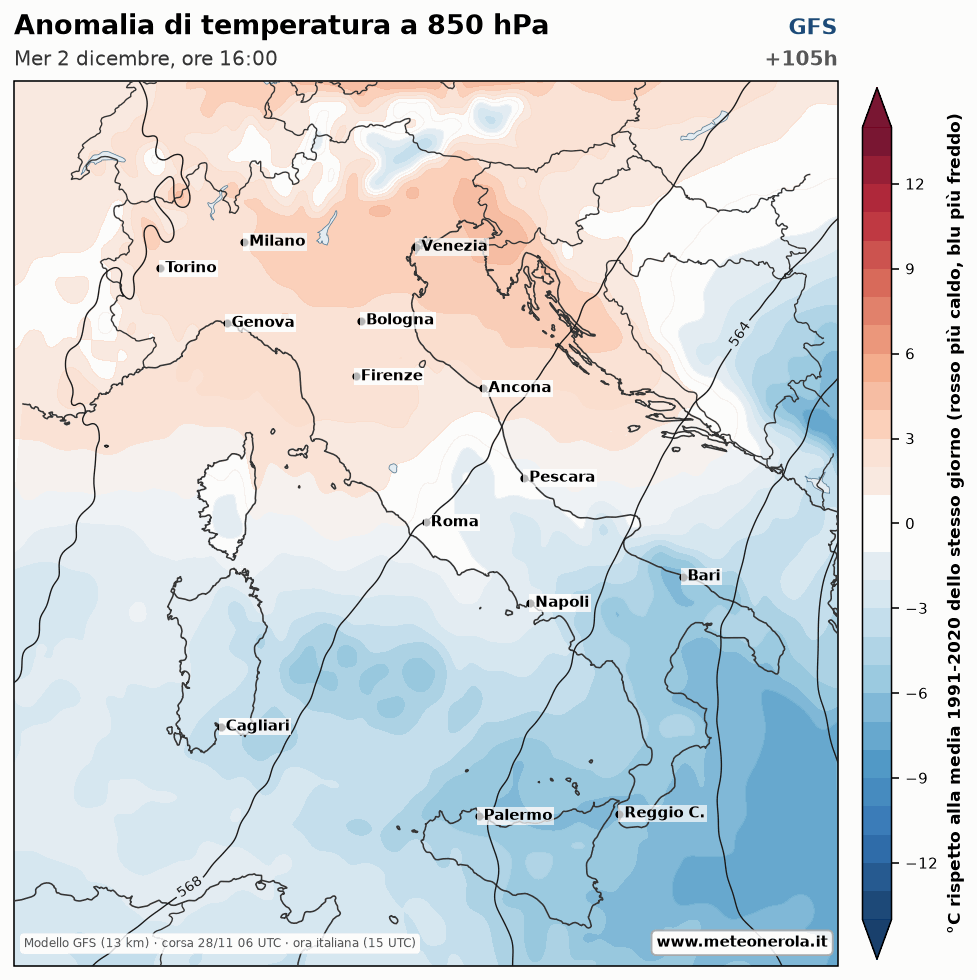 Anomalia di temperatura a 850 hPa
GFS
Mer 2 dicembre, ore 16:00
+105h
Milano
Venezia
Torino
Genova
Bologna
Firenze
Ancona
564
Pescara
Roma
Bari
Napoli
Cagliari
Palermo
Reggio C.
568
Modello GFS (13 km) · corsa 28/11 06 UTC · ora italiana (15 UTC)
www.meteonerola.it
12
9
6
3
0
−3
−6
−9
−12
°C rispetto alla media 1991-2020 dello stesso giorno (rosso più caldo, blu più freddo)